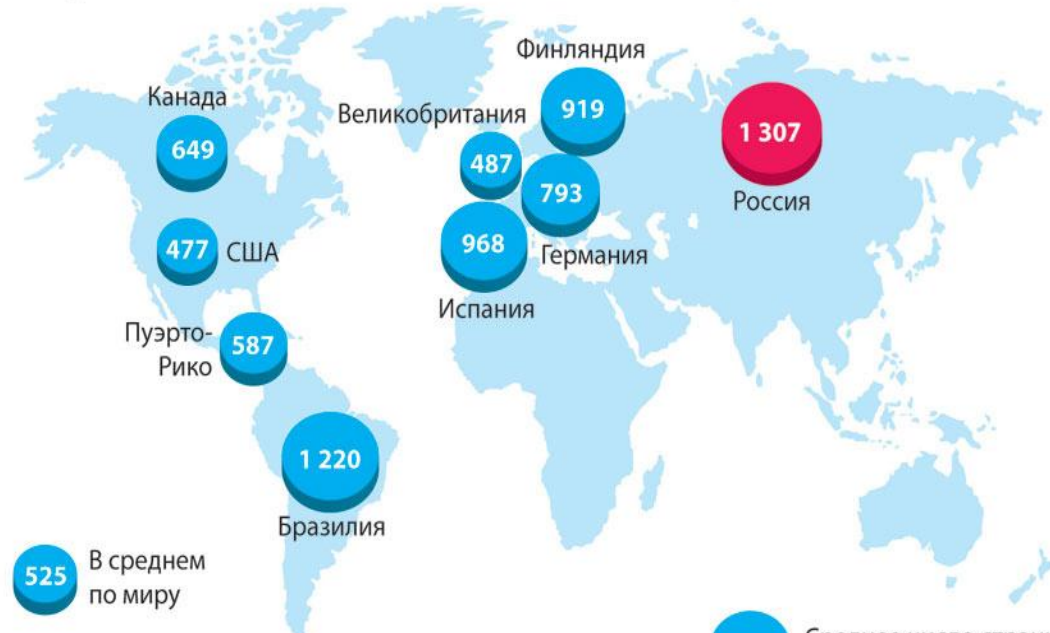 Финляндия
919
Канада
649
Великобритания
487
1 307
Россия
793
Германия
477
США
968
Испания
Пуэрто-
Рико
587
1 220
Бразилия
525
В среднем
по миру